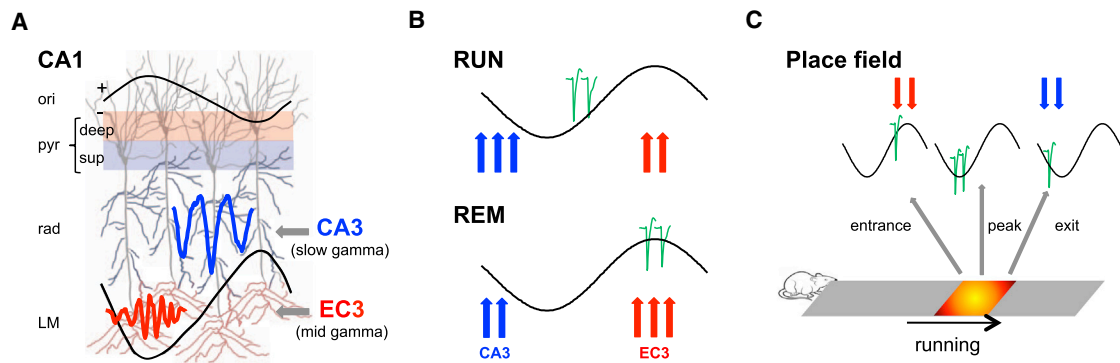 A
CA1
+
-
ori
deep
pyr
sup
rad
CA3
(slow gamma)
EC3
(mid gamma)
LM
B
RUN
REM
CA3
EC3
C
Place field
entrance
peak
exit
running